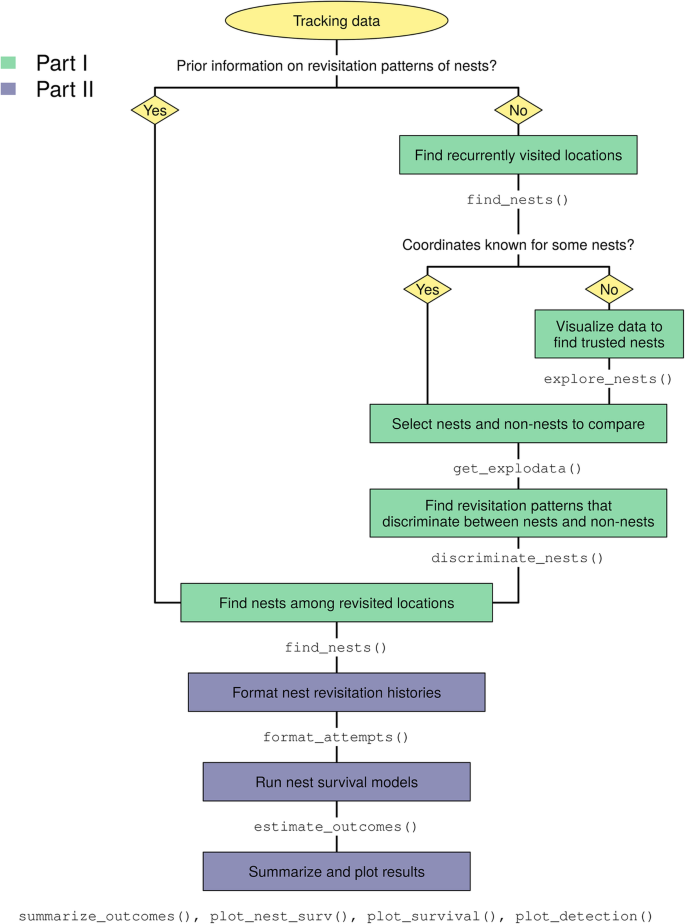 Tracking data
Part I
Part II
Prior information on revisitation patterns of nests?
Yes
No
Find recurrently visited locations
find_nests()
Coordinates known for some nests?
Yes
No
Visualize data to
find trusted nests
explore_nests()
Select nests and non-nests to compare
get_explodata()
Find revisitation patterns that
discriminate between nests and non-nests
discriminate_nests()
Find nests among revisited locations
find_nests()
Format nest revisitation histories
format_attempts()
Run nest survival models
estimate_outcomes()
Summarize and plot results
summarize_outcomes(), plot_nest_surv(), plot_survival(), plot_detection()